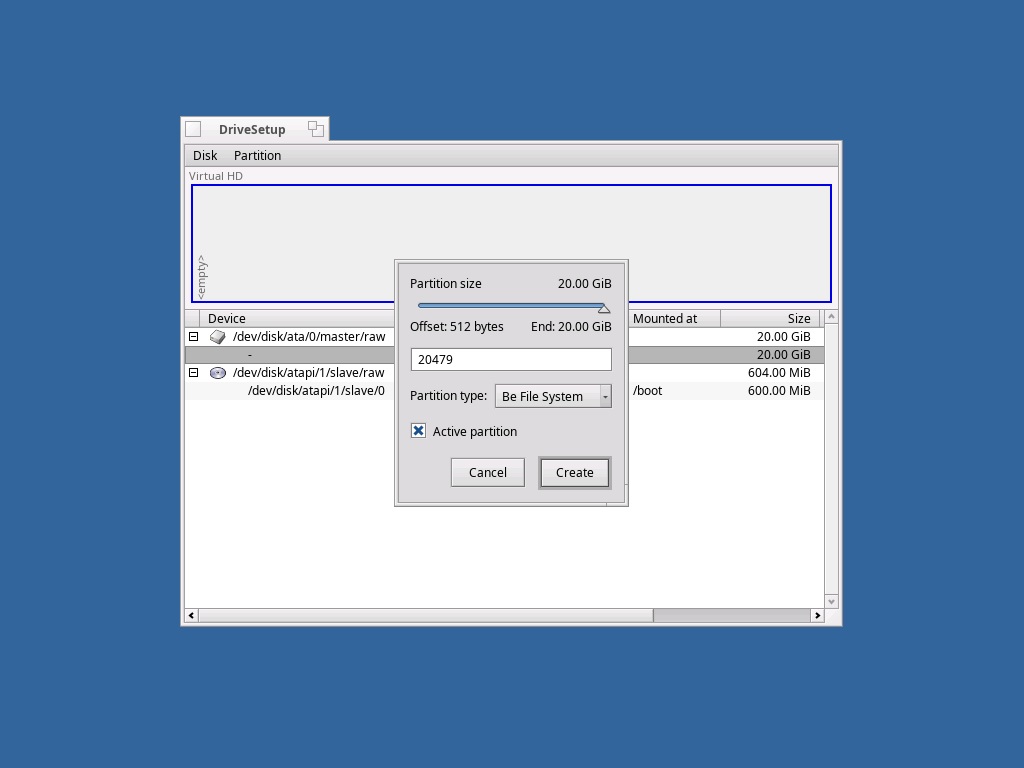 DriveSetup
Disk Partition
Virtual HD
<empty>
Partition size 20.00 GiB
Offset: 512 bytes End: 20.00 GiB
20479
Partition type: Be File System
Active partition
Cancel Create
Device Mounted at Size
/dev/disk/ata/0/master/raw 20.00 GiB
- 20.00 GiB
/dev/disk/atapi/1/slave/raw 604.00 MiB
/dev/disk/atapi/1/slave/0 /boot 600.00 MiB